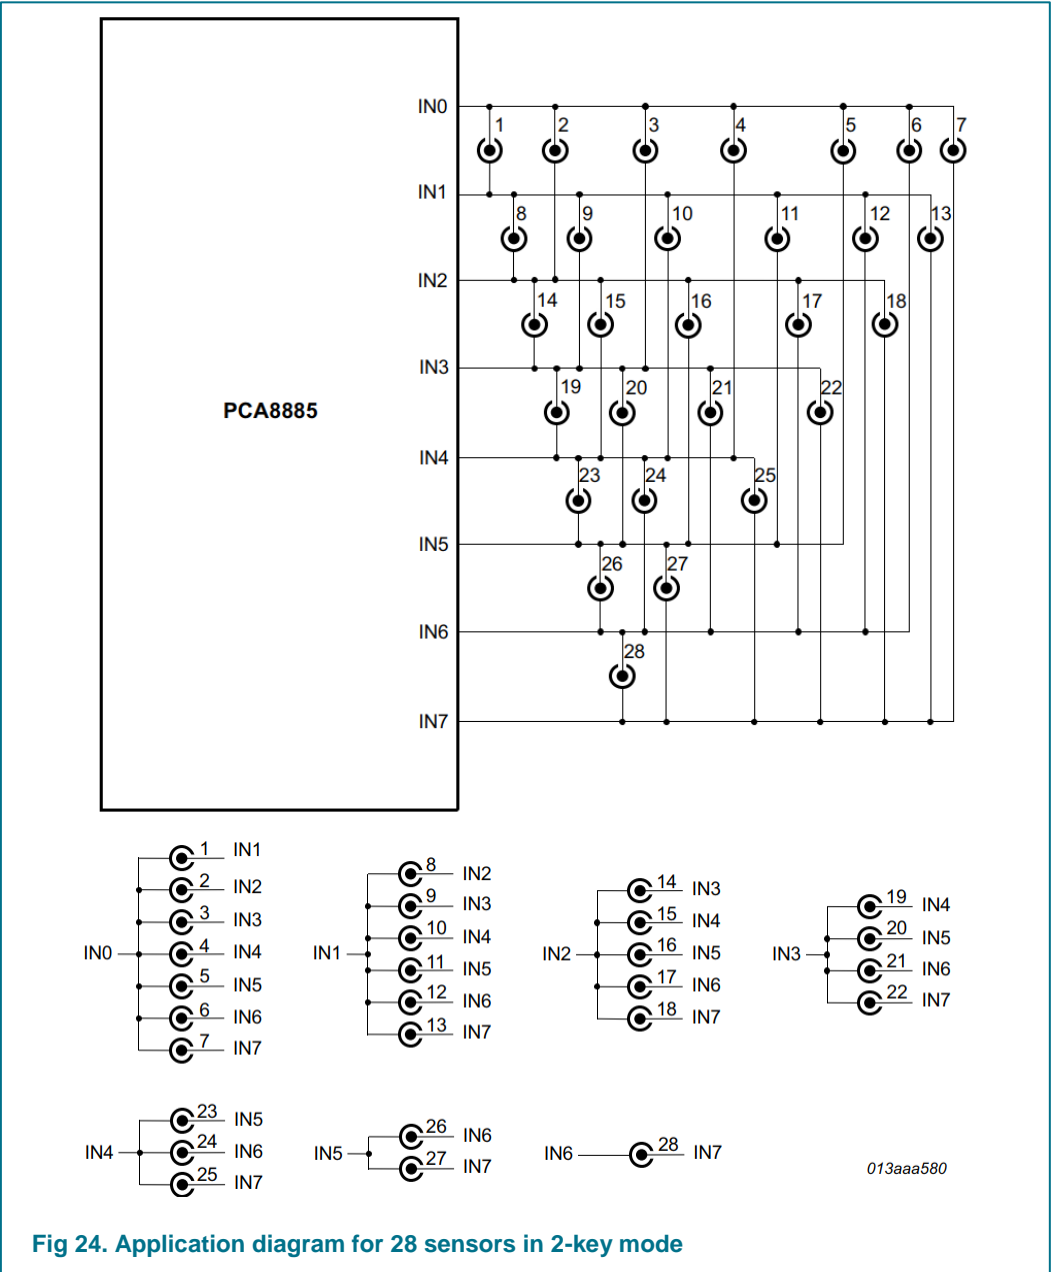 IN0
1 2 3 4 5 6 7
IN1
8 9 10 11 12 13
IN2
14 15 16 17 18
IN3
19 20 21 22
PCA8885
IN4
23 24 25
IN5
26 27
IN6
28
IN7
IN0
1 IN1
2 IN2
3 IN3
4 IN4
5 IN5
6 IN6
7 IN7
IN1
8 IN2
9 IN3
10 IN4
11 IN5
12 IN6
13 IN7
IN2
14 IN3
15 IN4
16 IN5
17 IN6
18 IN7
IN3
19 IN4
20 IN5
21 IN6
22 IN7
IN4
23 IN5
24 IN6
25 IN7
IN5
26 IN6
27 IN7
IN6
28 IN7
013aaa580
Fig 24. Application diagram for 28 sensors in 2-key mode